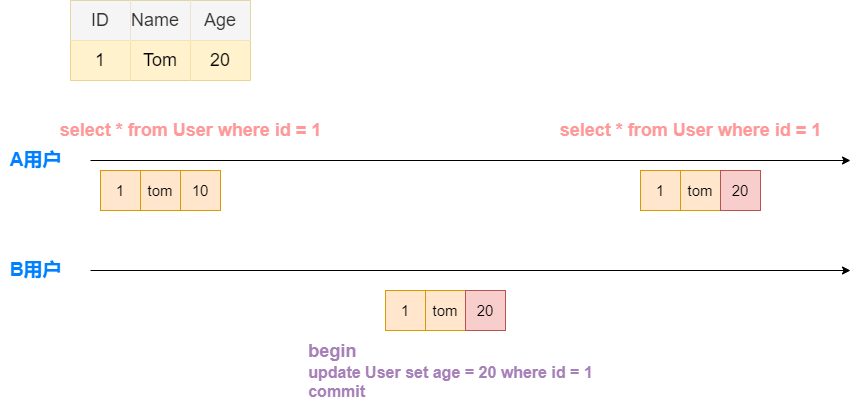 ID Name Age
1 Tom 20
select * from User where id = 1 select * from User where id = 1
A用户
1 tom 10 1 tom 20
B用户
1 tom 20
begin
update User set age = 20 where id = 1
commit